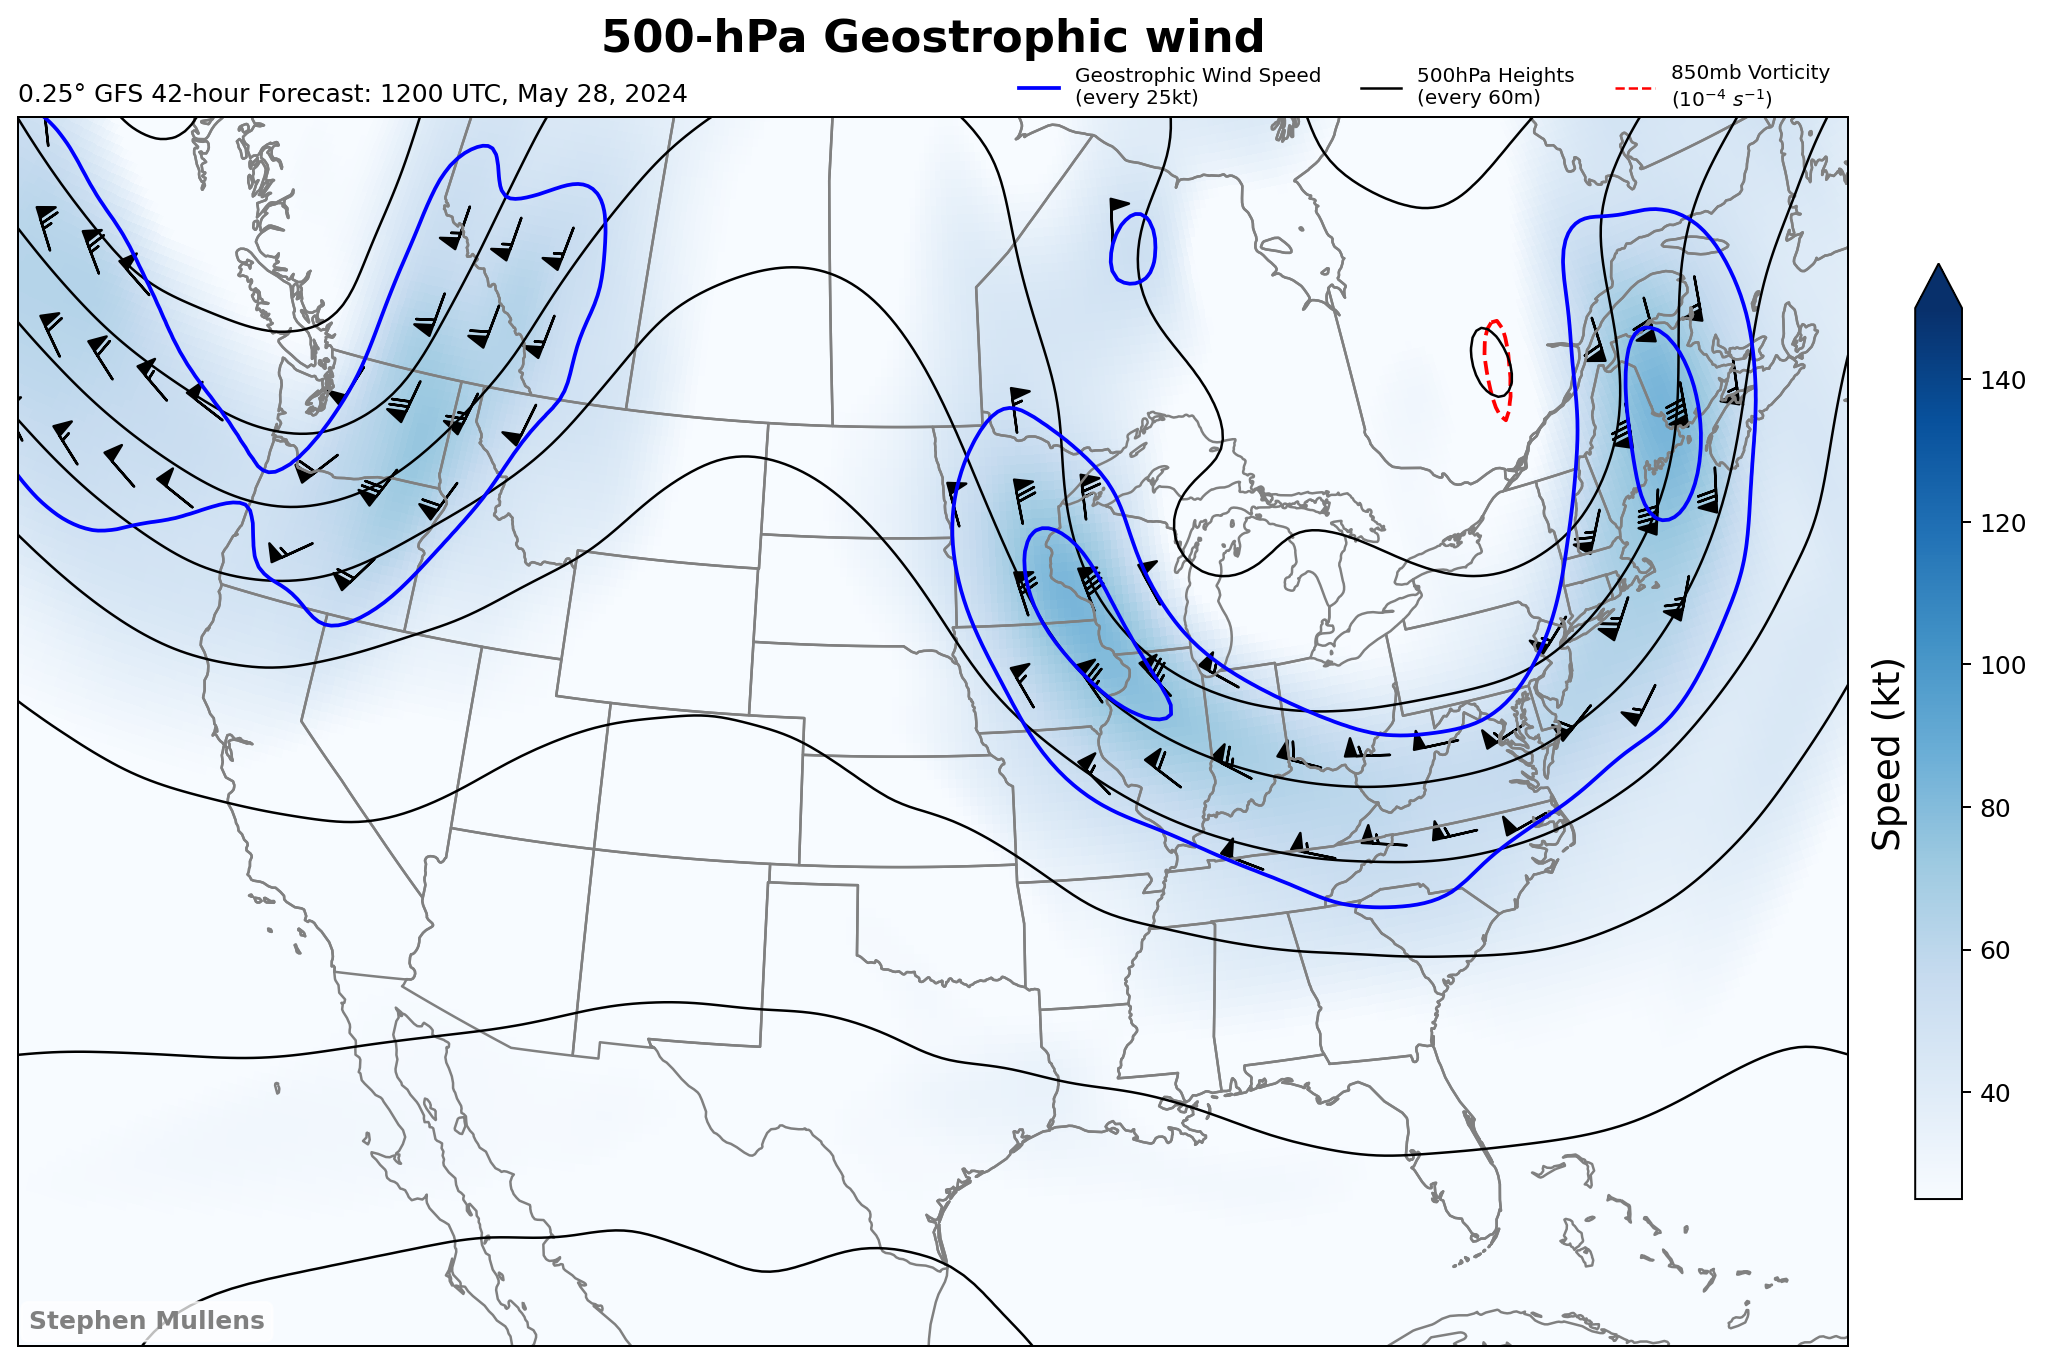 500-hPa Geostrophic wind
0.25° GFS 42-hour Forecast: 1200 UTC, May 28, 2024
Geostrophic Wind Speed
(every 25kt)
500hPa Heights
(every 60m)
850mb Vorticity
(10⁻⁴ s⁻¹)
140
120
100
80
60
40
Speed (kt)
Stephen Mullens